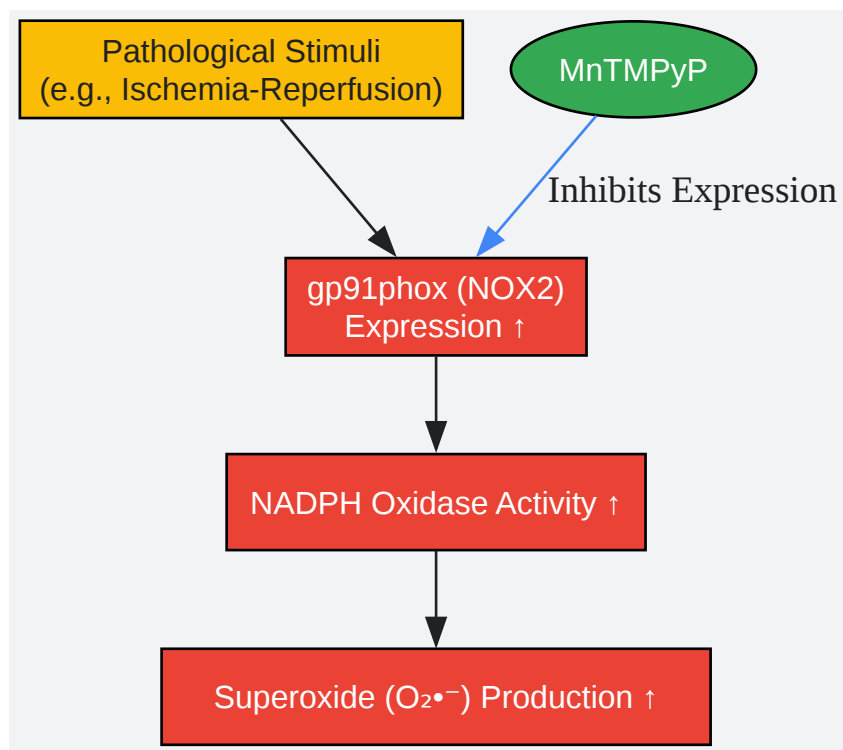 Pathological Stimuli
(e.g., Ischemia-Reperfusion)
MnTMPyP
Inhibits Expression
gp91phox (NOX2)
Expression ↑
NADPH Oxidase Activity ↑
Superoxide (O₂•⁻) Production ↑